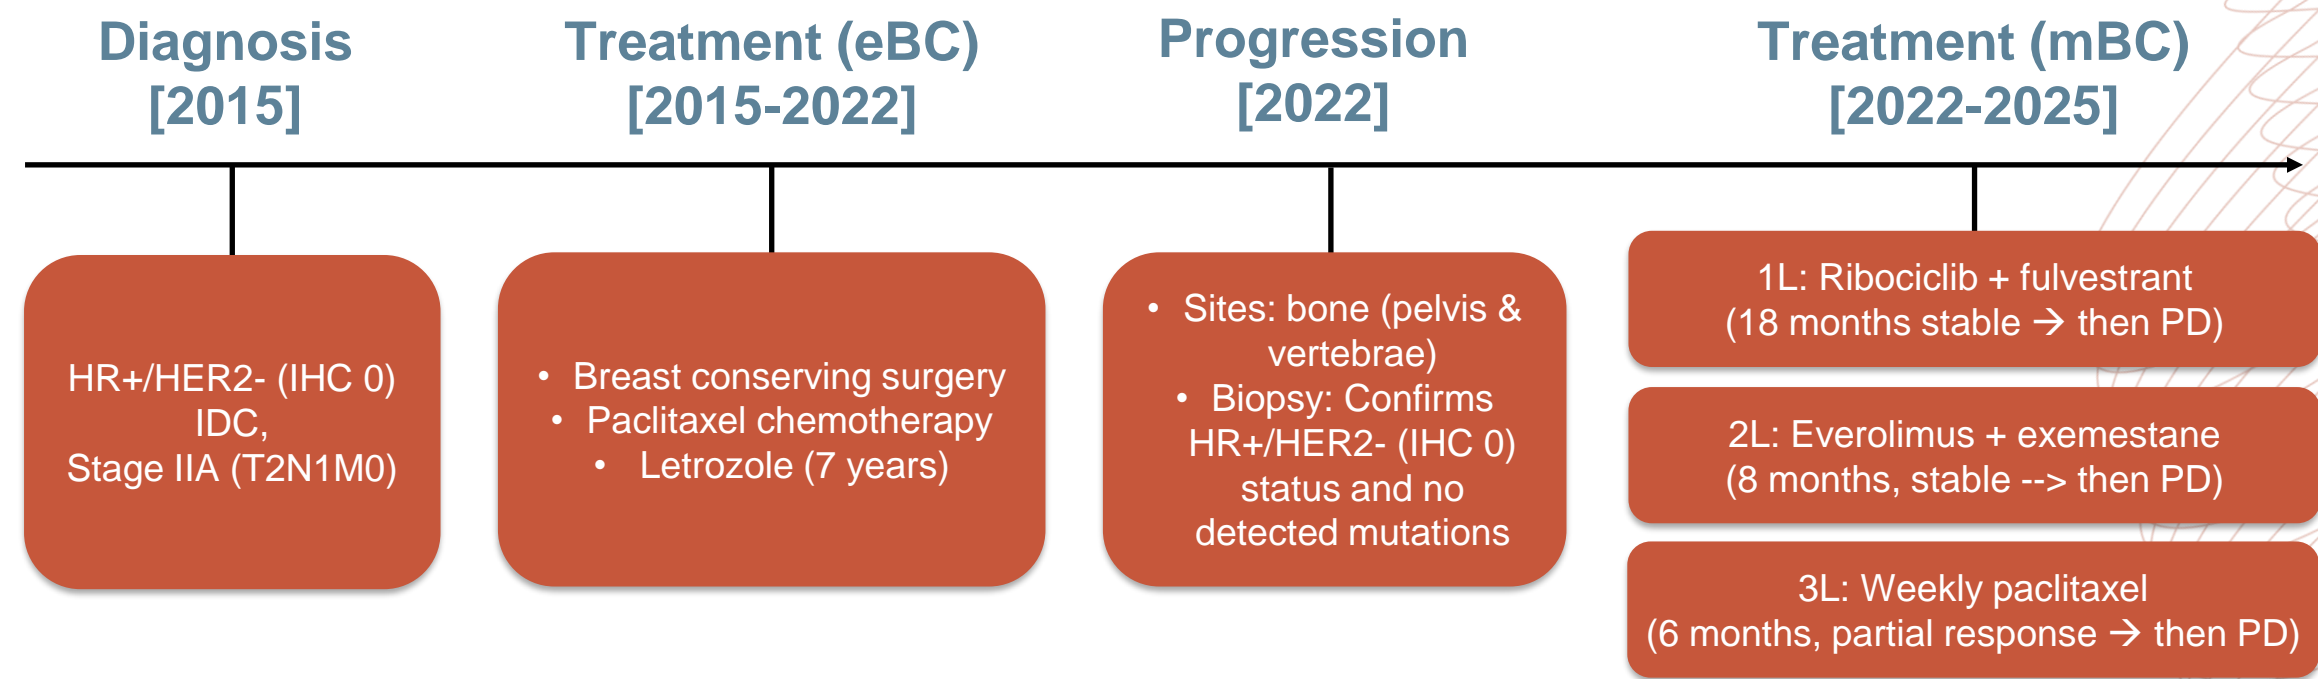 Diagnosis
[2015]
Treatment (eBC)
[2015-2022]
Progression
[2022]
Treatment (mBC)
[2022-2025]
HR+/HER2- (IHC 0)
IDC,
Stage IIA (T2N1M0)
• Breast conserving surgery
• Paclitaxel chemotherapy
• Letrozole (7 years)
• Sites: bone (pelvis &
vertebrae)
• Biopsy: Confirms
HR+/HER2- (IHC 0)
status and no
detected mutations
1L: Ribociclib + fulvestrant
(18 months stable → then PD)
2L: Everolimus + exemestane
(8 months, stable --> then PD)
3L: Weekly paclitaxel
(6 months, partial response → then PD)